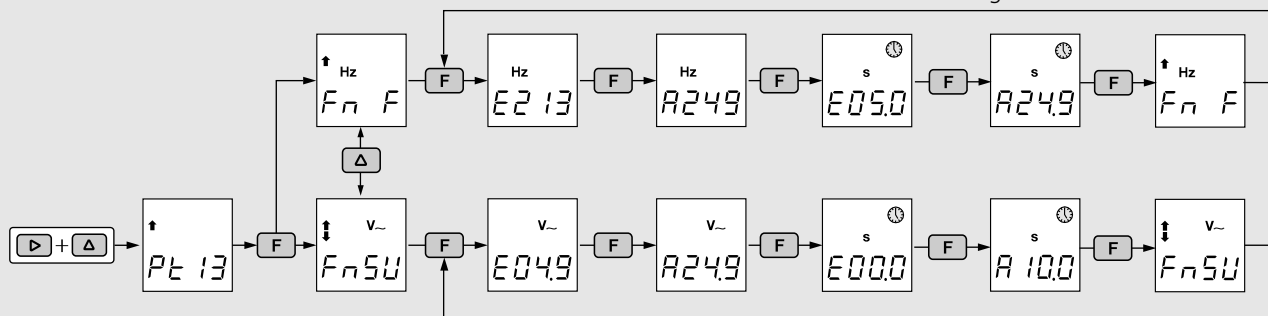 Hz
Fn F
F
Hz
E213
F
Hz
A249
F
s
E05.0
F
s
A24.9
F
Hz
Fn F
△
▷ + △
Pt 13
F
V~
FnSU
F
V~
E04.9
F
V~
A24.9
F
s
E00.0
F
s
A 10.0
F
V~
FnSU